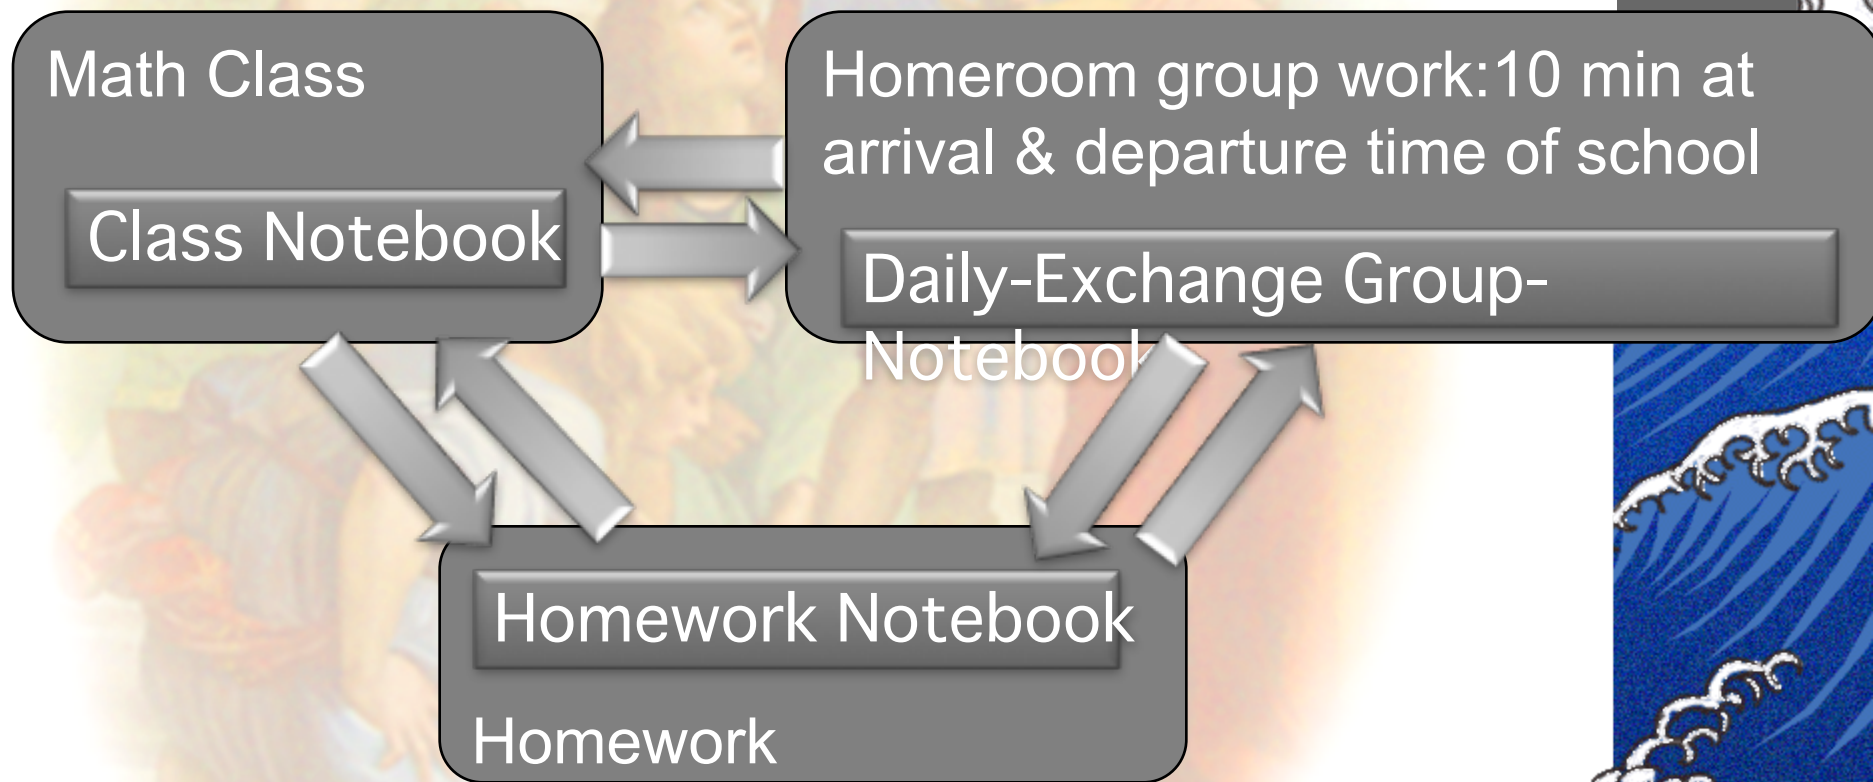 Math Class
Class Notebook
Homeroom group work:10 min at
arrival & departure time of school
Daily-Exchange Group-
Notebook
Homework Notebook
Homework